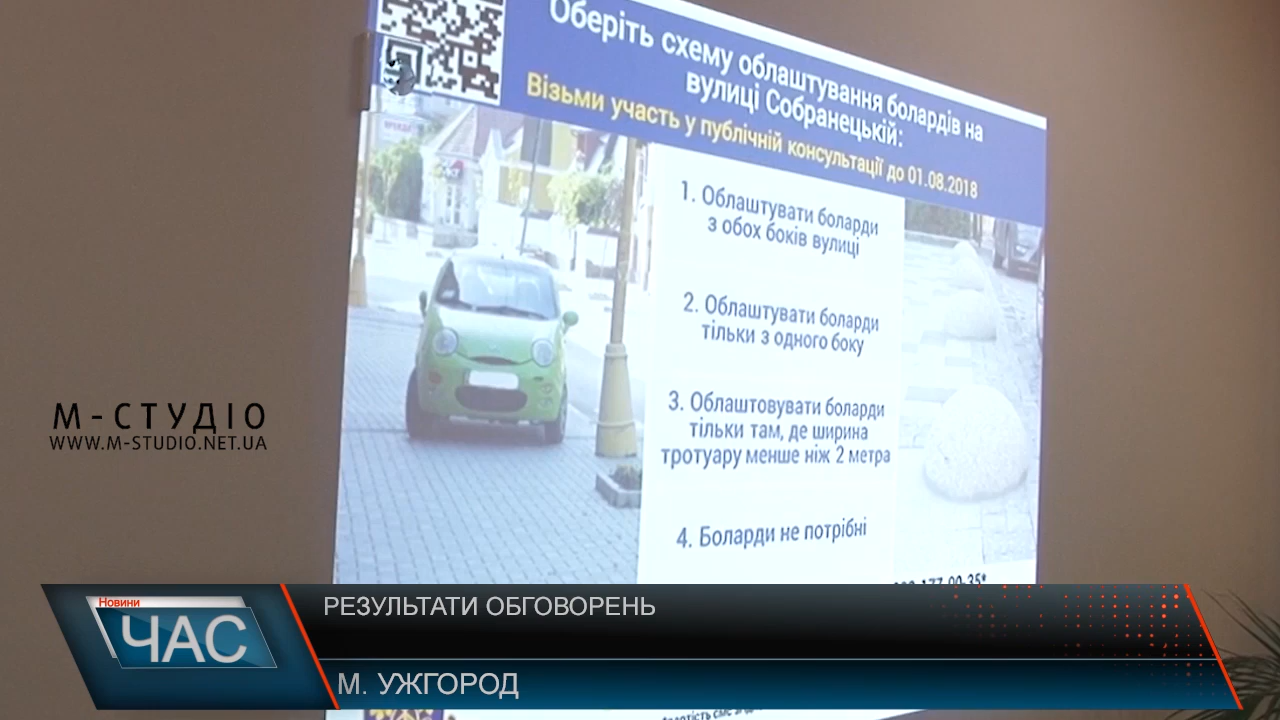 Оберіть схему облаштування болардів на
вулиці Собранецькій:
Візьми участь у публічній консультації до 01.08.2018
1. Облаштувати боларди
з обох боків вулиці
2. Облаштувати боларди
тільки з одного боку
3. Облаштовувати боларди
тільки там, де ширина
тротуару менше ніж 2 метра
4. Боларди не потрібні
М-СТУДІО
WWW.M-STUDIO.NET.UA
Новини
ЧАС
РЕЗУЛЬТАТИ ОБГОВОРЕНЬ
М. УЖГОРОД